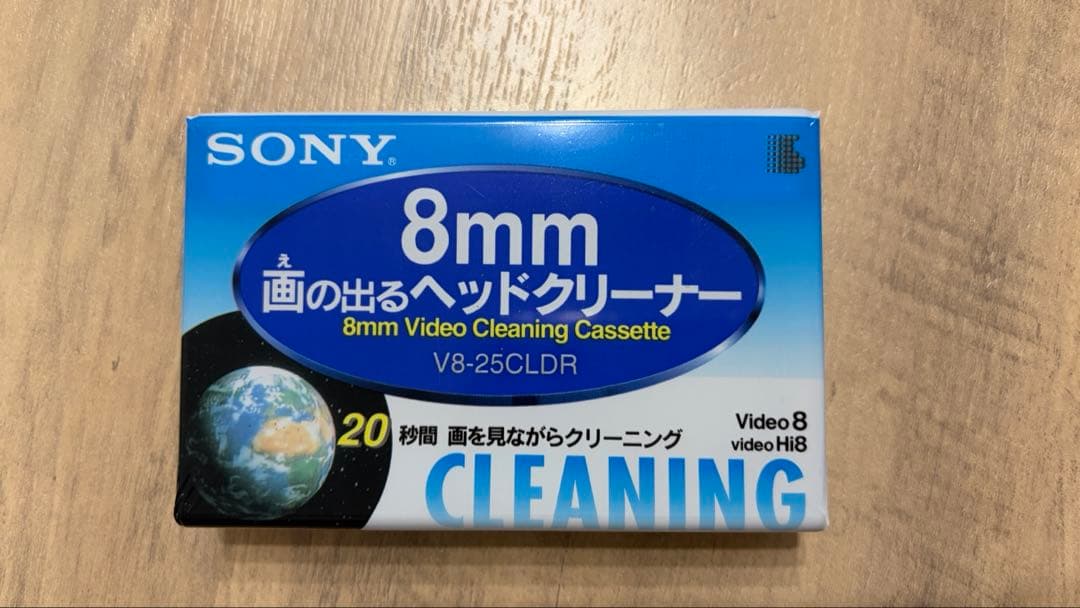 SONY®
8mm
え
画の出るヘッドクリーナー
8mm Video Cleaning Cassette
V8-25CLDR
20 秒間 画を見ながらクリーニング
Video 8
video Hi8
CLEANING